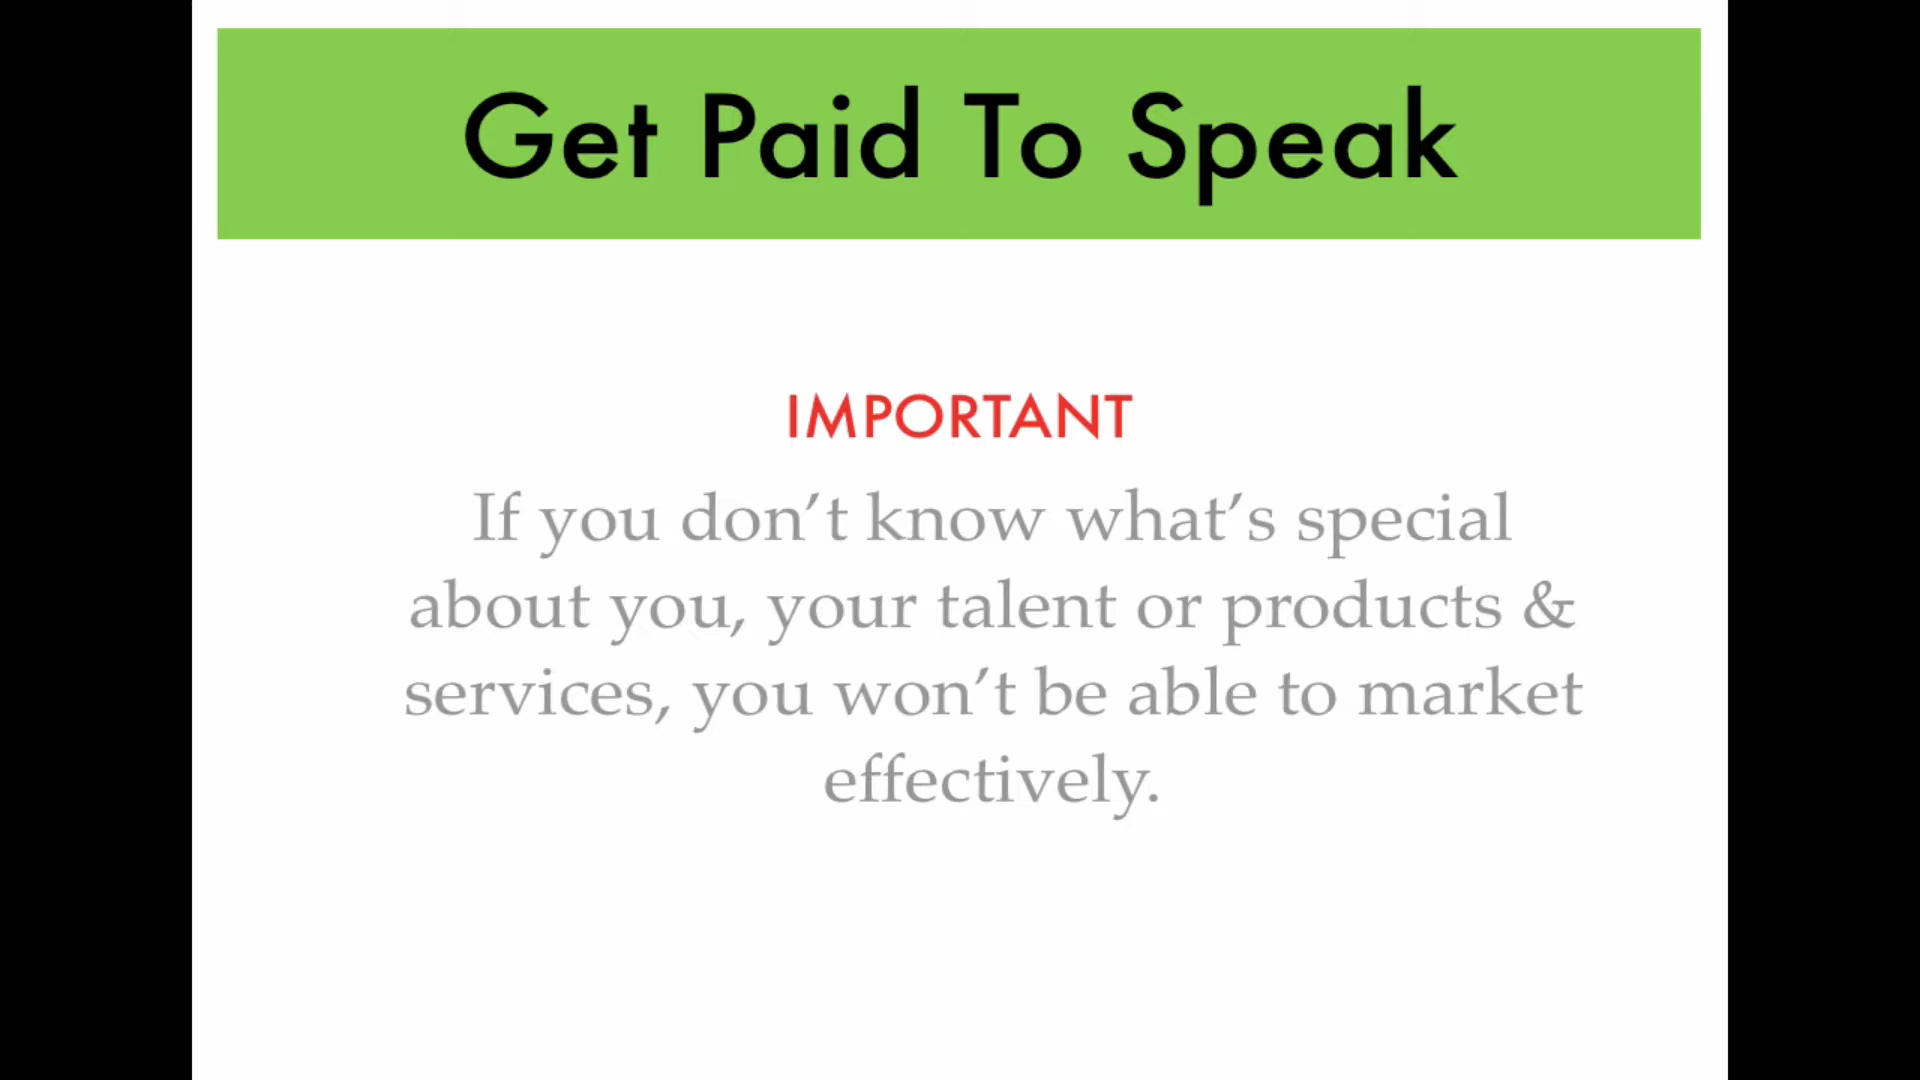 Get Paid To Speak
IMPORTANT
If you don’t know what’s special
about you, your talent or products &
services, you won’t be able to market
effectively.